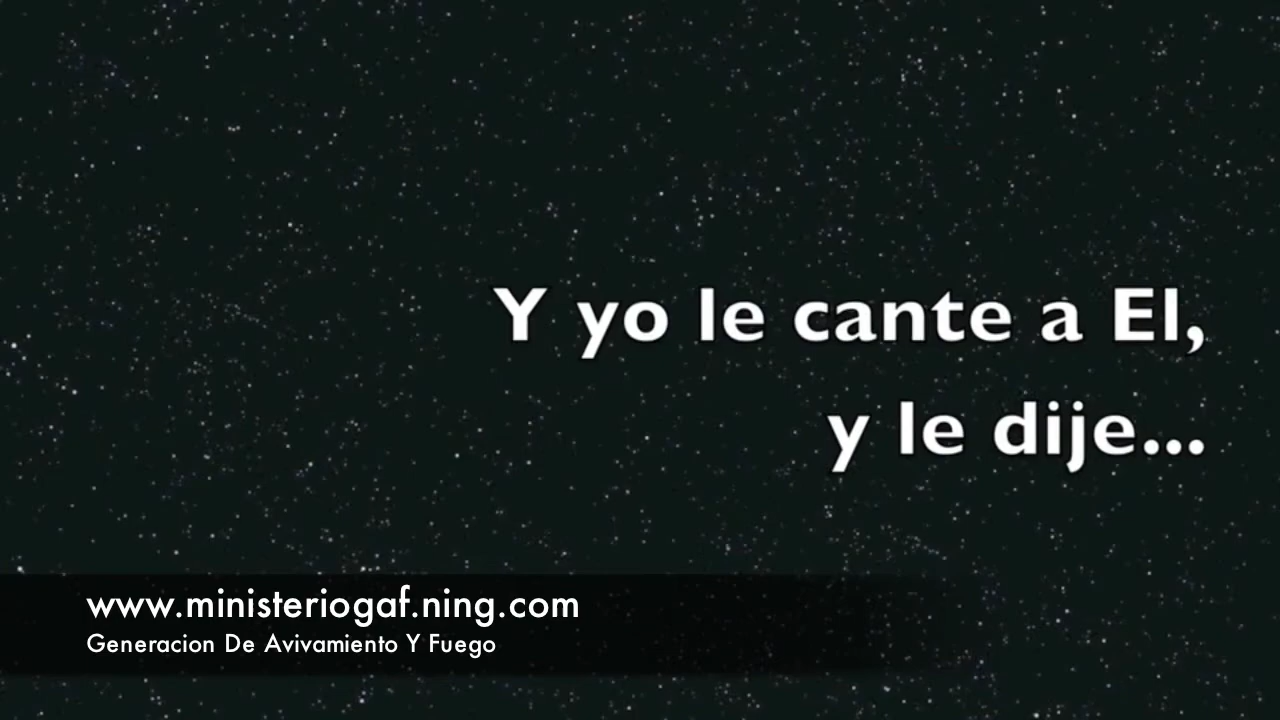 Y yo le cante a El,
y le dije...
www.ministeriogaf.ning.com
Generacion De Avivamiento Y Fuego